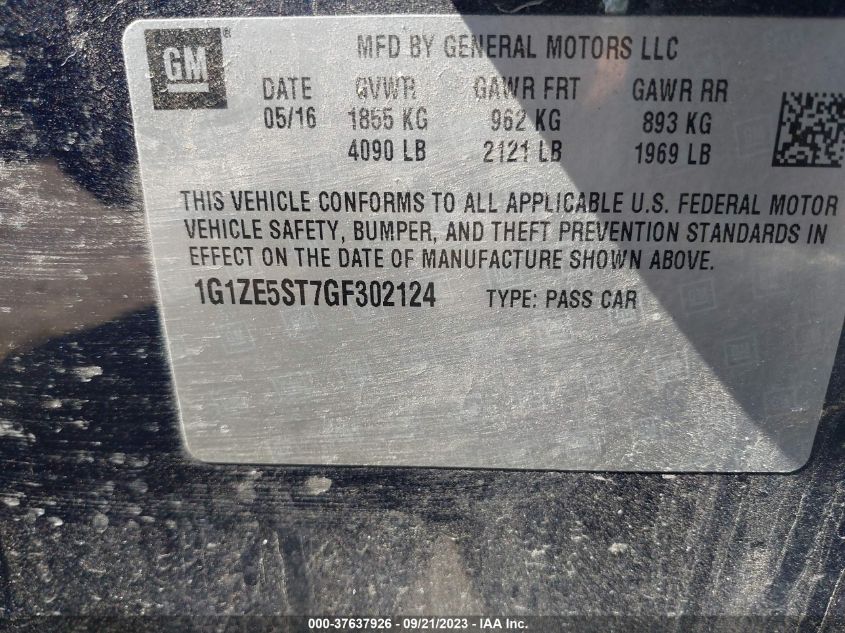 GM ® MFD BY GENERAL MOTORS LLC
DATE GVWR GAWR FRT GAWR RR
05/16 1855 KG 962 KG 893 KG
4090 LB 2121 LB 1969 LB
THIS VEHICLE CONFORMS TO ALL APPLICABLE U.S. FEDERAL MOTOR
VEHICLE SAFETY, BUMPER, AND THEFT PREVENTION STANDARDS IN
EFFECT ON THE DATE OF MANUFACTURE SHOWN ABOVE.
1G1ZE5ST7GF302124 TYPE: PASS CAR
000-37637926 - 09/21/2023 - IAA Inc.